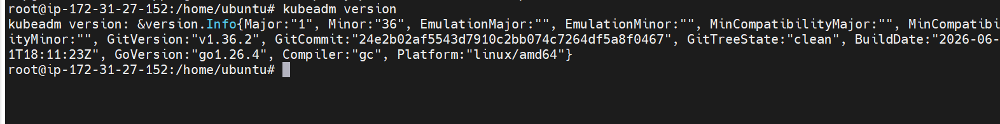 root@ip-172-31-27-152:/home/ubuntu# kubeadm version
kubeadm version: &version.Info{Major:"1", Minor:"36", EmulationMajor:"", EmulationMinor:"", MinCompatibilityMajor:"", MinCompatibi
ityMinor:"", GitVersion:"v1.36.2", GitCommit:"24e2b02af5543d7910c2bb074c7264df5a8f0467", GitTreeState:"clean", BuildDate:"2026-06-
1T18:11:23Z", GoVersion:"go1.26.4", Compiler:"gc", Platform:"linux/amd64"}
root@ip-172-31-27-152:/home/ubuntu#